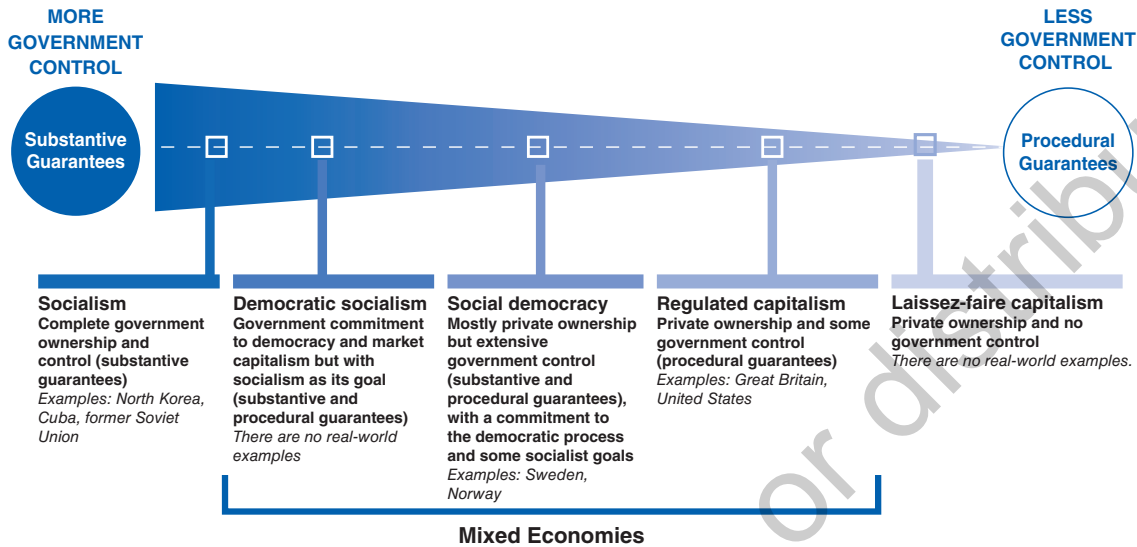 MORE
GOVERNMENT
CONTROL
LESS
GOVERNMENT
CONTROL
Substantive
Guarantees
Procedural
Guarantees
Socialism
Complete government
ownership and
control (substantive
guarantees)
Examples: North Korea,
Cuba, former Soviet
Union
Democratic socialism
Government commitment
to democracy and market
capitalism but with
socialism as its goal
(substantive and
procedural guarantees)
There are no real-world
examples
Social democracy
Mostly private ownership
but extensive
government control
(substantive and
procedural guarantees),
with a commitment to
the democratic process
and some socialist goals
Examples: Sweden,
Norway
Regulated capitalism
Private ownership and some
government control
(procedural guarantees)
Examples: Great Britain,
United States
Laissez-faire capitalism
Private ownership and no
government control
There are no real-world examples.
Mixed Economies